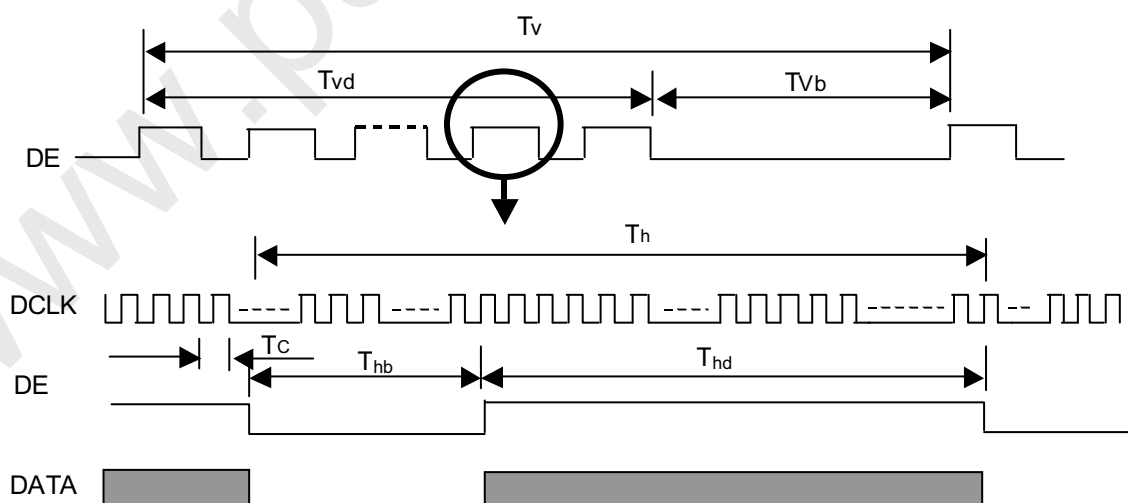 Tv
Tvd TVb
DE
Th
DCLK
TC
Thb Thd
DE
DATA